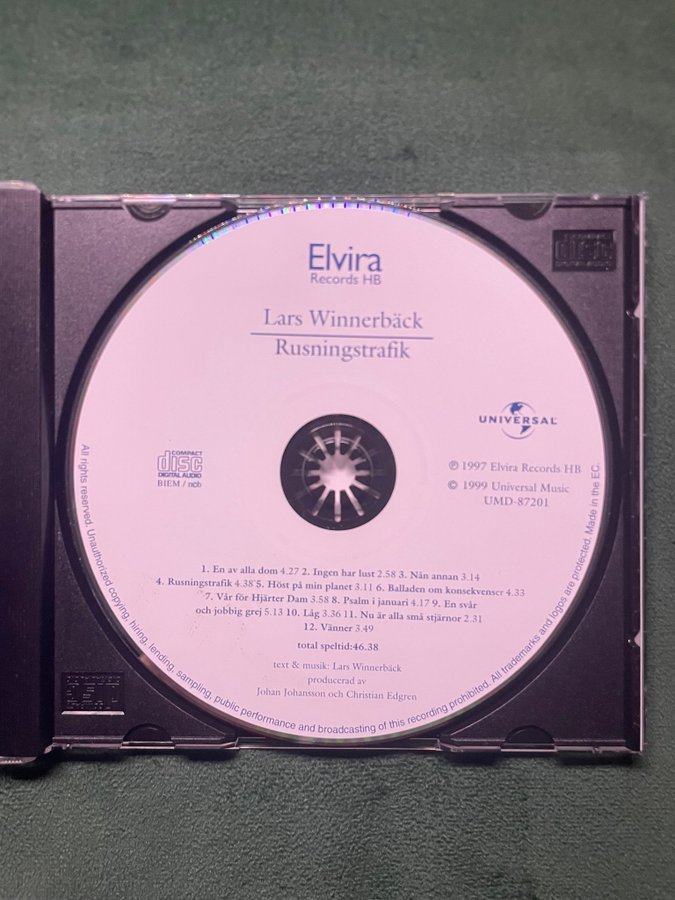 Elvira
Records HB
Lars Winnerbäck
Rusningstrafik
COMPACT
disc
DIGITAL AUDIO
BIEM / ncb
UNIVERSAL
℗ 1997 Elvira Records HB
© 1999 Universal Music
UMD-87201
1. En av alla dom 4.27 2. Ingen har lust 2.58 3. Nån annan 3.14
4. Rusningstrafik 4.38 5. Höst på min planet 3.11 6. Balladen om konsekvenser 4.33
7. Vår för Hjärter Dam 3.58 8. Psalm i januari 4.17 9. En svår
och jobbig grej 5.13 10. Låg 3.36 11. Nu är alla små stjärnor 2.31
12. Vänner 3.49
total speltid:46.38
text & musik: Lars Winnerbäck
producerad av
Johan Johansson och Christian Edgren
All rights reserved. Unauthorized copying, hiring, lending, sampling, public performance and broadcasting of this recording prohibited. All trademarks and logos are protected. Made in the EC.
disc